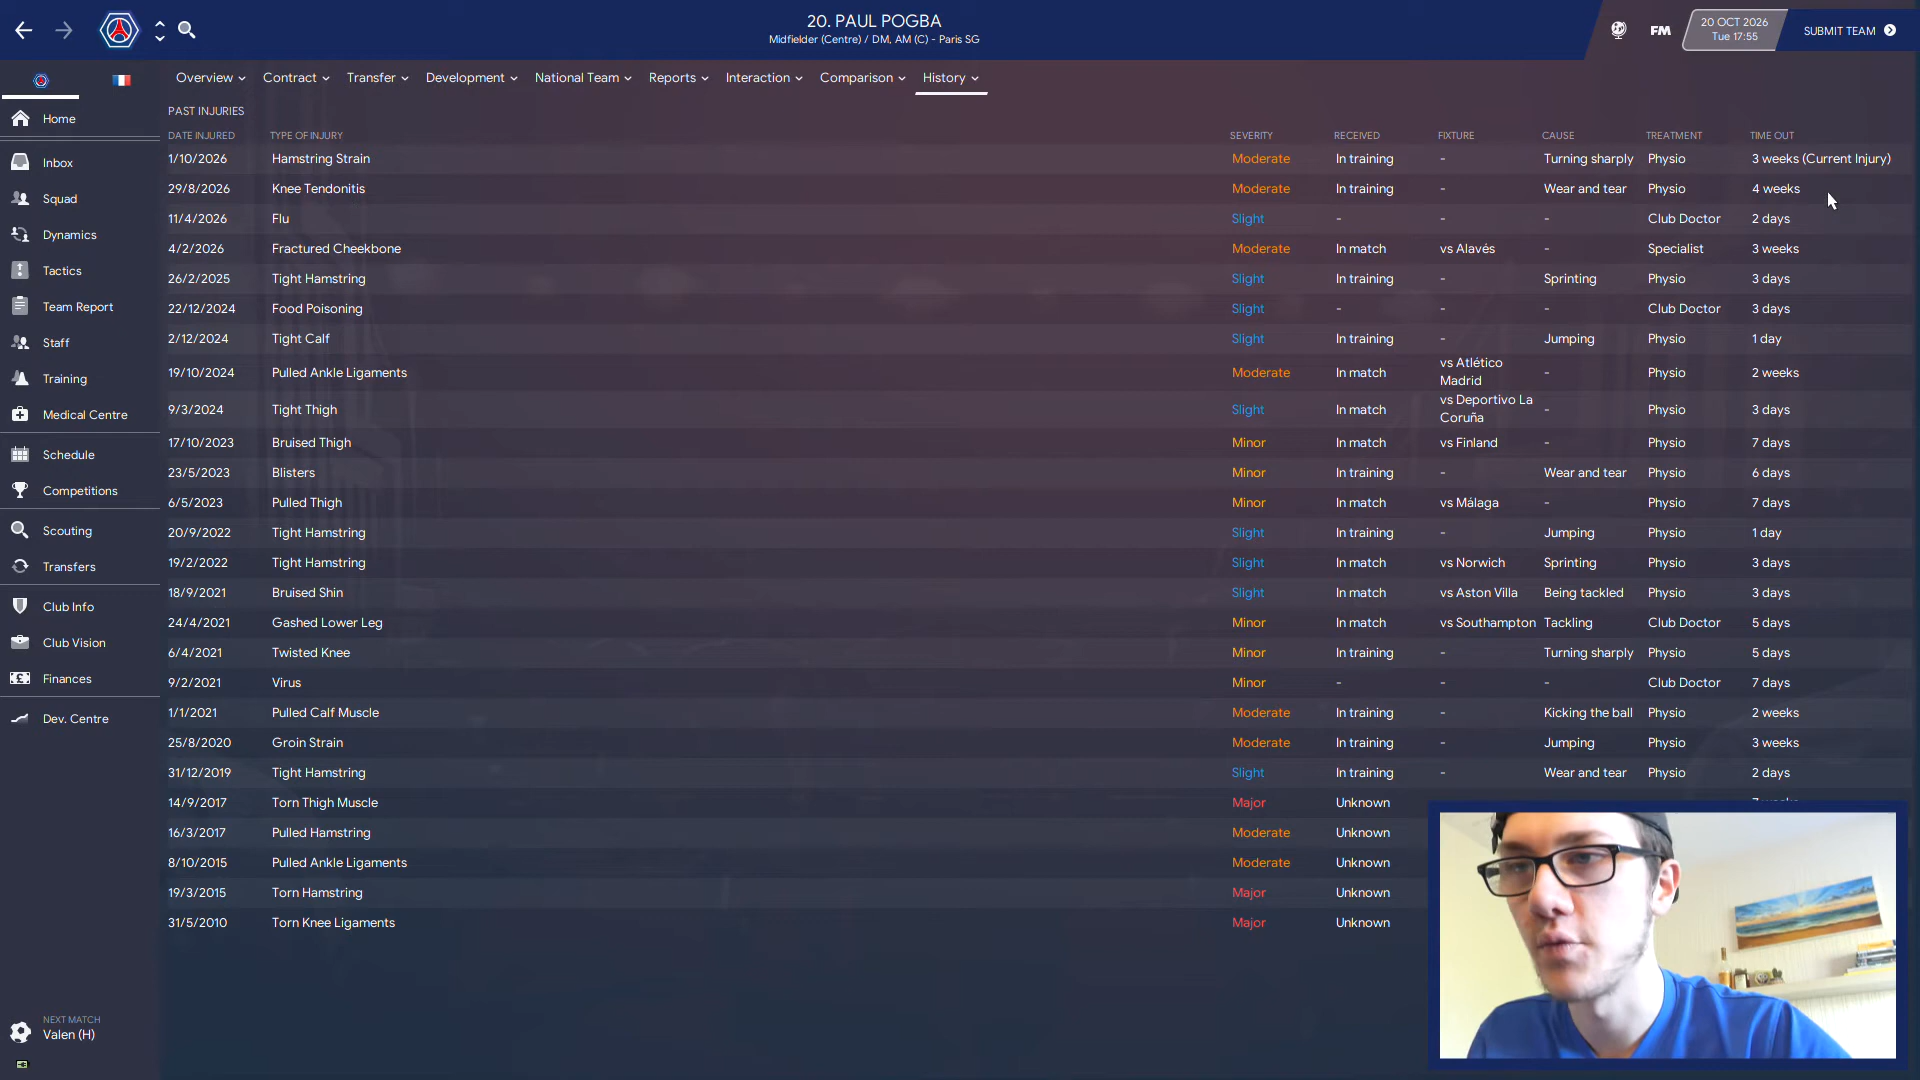 20. PAUL POGBA
Midfielder (Centre) / DM, AM (C) - Paris SG
FM
20 OCT 2026
Tue 17:55
SUBMIT TEAM
Overview
Contract
Transfer
Development
National Team
Reports
Interaction
Comparison
History
Home
Inbox
Squad
Dynamics
Tactics
Team Report
Staff
Training
Medical Centre
Schedule
Competitions
Scouting
Transfers
Club Info
Club Vision
Finances
Dev. Centre
NEXT MATCH
Valen (H)
PAST INJURIES
DATE INJURED TYPE OF INJURY SEVERITY RECEIVED FIXTURE CAUSE TREATMENT TIME OUT
1/10/2026 Hamstring Strain Moderate In training - Turning sharply Physio 3 weeks (Current Injury)
29/8/2026 Knee Tendonitis Moderate In training - Wear and tear Physio 4 weeks
11/4/2026 Flu Slight - - - Club Doctor 2 days
4/2/2026 Fractured Cheekbone Moderate In match vs Alavés - Specialist 3 weeks
26/2/2025 Tight Hamstring Slight In training - Sprinting Physio 3 days
22/12/2024 Food Poisoning Slight - - - Club Doctor 3 days
2/12/2024 Tight Calf Slight In training - Jumping Physio 1 day
19/10/2024 Pulled Ankle Ligaments Moderate In match vs Atlético Madrid - Physio 2 weeks
9/3/2024 Tight Thigh Slight In match vs Deportivo La Coruña - Physio 3 days
17/10/2023 Bruised Thigh Minor In match vs Finland - Physio 7 days
23/5/2023 Blisters Minor In training - Wear and tear Physio 6 days
6/5/2023 Pulled Thigh Minor In match vs Málaga - Physio 7 days
20/9/2022 Tight Hamstring Slight In training - Jumping Physio 1 day
19/2/2022 Tight Hamstring Slight In match vs Norwich Sprinting Physio 3 days
18/9/2021 Bruised Shin Slight In match vs Aston Villa Being tackled Physio 3 days
24/4/2021 Gashed Lower Leg Minor In match vs Southampton Tackling Club Doctor 5 days
6/4/2021 Twisted Knee Minor In training - Turning sharply Physio 5 days
9/2/2021 Virus Minor - - - Club Doctor 7 days
1/1/2021 Pulled Calf Muscle Moderate In training - Kicking the ball Physio 2 weeks
25/8/2020 Groin Strain Moderate In training - Jumping Physio 3 weeks
31/12/2019 Tight Hamstring Slight In training - Wear and tear Physio 2 days
14/9/2017 Torn Thigh Muscle Major Unknown
16/3/2017 Pulled Hamstring Moderate Unknown
8/10/2015 Pulled Ankle Ligaments Moderate Unknown
19/3/2015 Torn Hamstring Major Unknown
31/5/2010 Torn Knee Ligaments Major Unknown